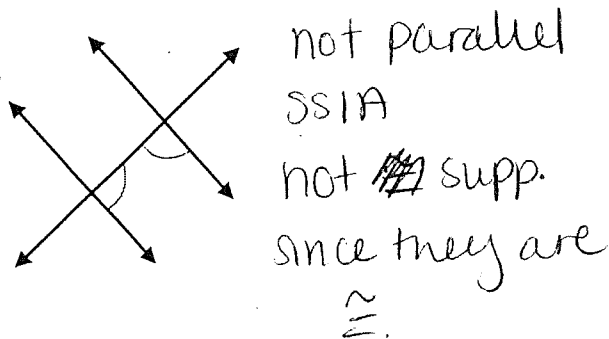 not parallel
SSIA
not supp.
since they are
≅.